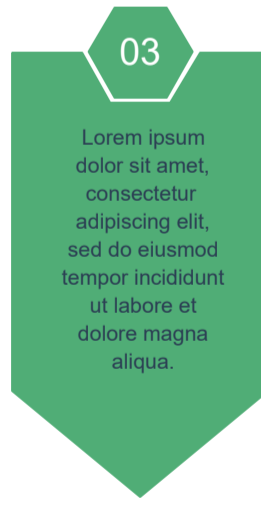 03
Lorem ipsum
dolor sit amet,
consectetur
adipiscing elit,
sed do eiusmod
tempor incididunt
ut labore et
dolore magna
aliqua.